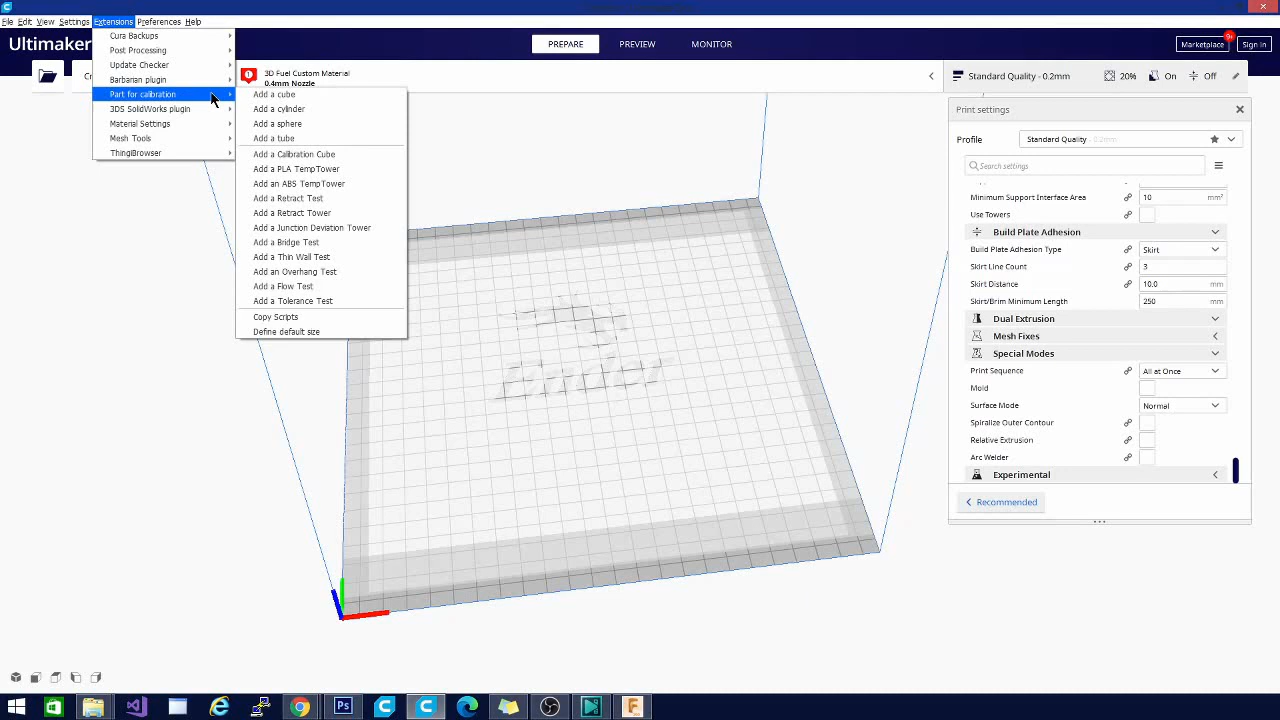 File Edit View Settings Extensions Preferences Help
Ultimaker
PREPARE
PREVIEW
MONITOR
Marketplace
Sign in
Cura Backups
Post Processing
Update Checker
Barbarian plugin
Part for calibration
3DS SolidWorks plugin
Material Settings
Mesh Tools
ThingiBrowser
Cr
3D Fuel Custom Material
0.4mm Nozzle
Standard Quality - 0.2mm
20%
On
Off
Add a cube
Add a cylinder
Add a sphere
Add a tube
Add a Calibration Cube
Add a PLA TempTower
Add an ABS TempTower
Add a Retract Test
Add a Retract Tower
Add a Junction Deviation Tower
Add a Bridge Test
Add a Thin Wall Test
Add an Overhang Test
Add a Flow Test
Add a Tolerance Test
Copy Scripts
Define default size
Print settings
Profile
Standard Quality - 0.2mm
Search settings
Minimum Support Interface Area 10 mm²
Use Towers
Build Plate Adhesion
Build Plate Adhesion Type Skirt
Skirt Line Count 3
Skirt Distance 10.0 mm
Skirt/Brim Minimum Length 250 mm
Dual Extrusion
Mesh Fixes
Special Modes
Print Sequence All at Once
Mold
Surface Mode Normal
Spiralize Outer Contour
Relative Extrusion
Arc Welder
Experimental
Recommended
Ender
Ps